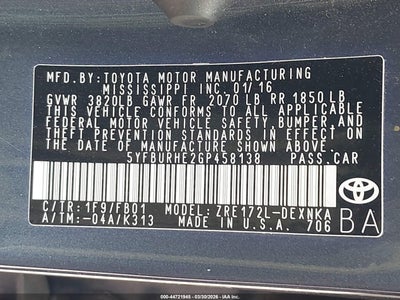 MFD.BY:TOYOTA MOTOR MANUFACTURING
MISSISSIPPI INC. 01/16
GVWR 3820LB GAWR FR 2070 LB RR 1850 LB
THIS VEHICLE CONFORMS TO ALL APPLICABLE
FEDERAL MOTOR VEHICLE SAFETY,BUMPER,AND
THEFT PREVENTION STANDARDS IN EFFECT ON
THE DATE OF MANUFACTURE SHOWN ABOVE.
5YFBURHE2GP458138 PASS.CAR
C/TR:1F9/FB01 MODEL:ZRE172L-DEXNKA
A/TM:-04A/K313 MADE IN U.S.A. 706
TOYOTA
BA
000-44721945 - 03/30/2026 - IAA Inc.